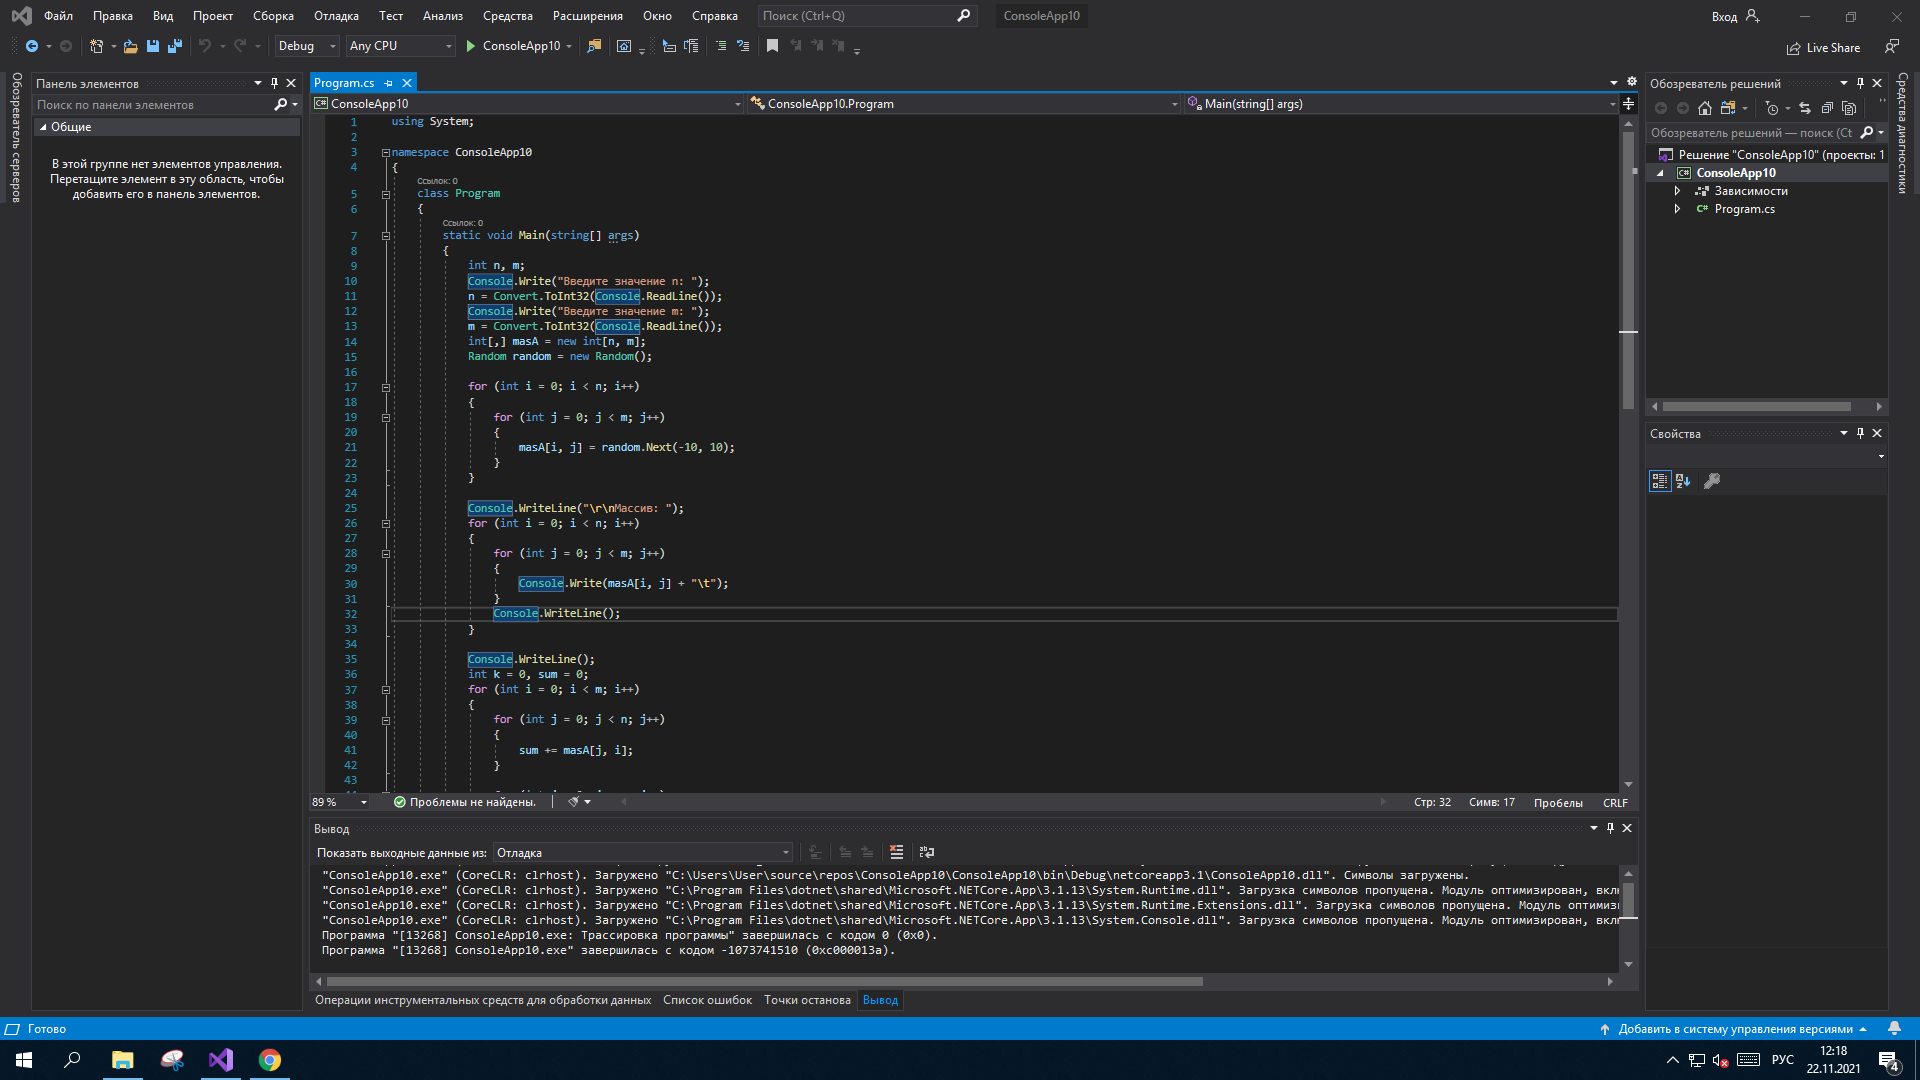 Файл Правка Вид Проект Сборка Отладка Тест Анализ Средства Расширения Окно Справка Поиск (Ctrl+Q) ConsoleApp10 Вход
Debug Any CPU ConsoleApp10 Live Share
Обозреватель серверов
Панель элементов
Поиск по панели элементов
Общие
В этой группе нет элементов управления.
Перетащите элемент в эту область, чтобы
добавить его в панель элементов.
Program.cs
ConsoleApp10 ConsoleApp10.Program Main(string[] args)
1 using System;
2
3 namespace ConsoleApp10
4 {
Ссылок: 0
5 class Program
6 {
Ссылок: 0
7 static void Main(string[] args)
8 {
9 int n, m;
10 Console.Write("Введите значение n: ");
11 n = Convert.ToInt32(Console.ReadLine());
12 Console.Write("Введите значение m: ");
13 m = Convert.ToInt32(Console.ReadLine());
14 int[,] masA = new int[n, m];
15 Random random = new Random();
16
17 for (int i = 0; i < n; i++)
18 {
19 for (int j = 0; j < m; j++)
20 {
21 masA[i, j] = random.Next(-10, 10);
22 }
23 }
24
25 Console.WriteLine("\r\nМассив: ");
26 for (int i = 0; i < n; i++)
27 {
28 for (int j = 0; j < m; j++)
29 {
30 Console.Write(masA[i, j] + "\t");
31 }
32 Console.WriteLine();
33 }
34
35 Console.WriteLine();
36 int k = 0, sum = 0;
37 for (int i = 0; i < m; i++)
38 {
39 for (int j = 0; j < n; j++)
40 {
41 sum += masA[j, i];
42 }
43
89 % Проблемы не найдены. Стр: 32 Симв: 17 Пробелы CRLF
Вывод
Показать выходные данные из: Отладка
"ConsoleApp10.exe" (CoreCLR: clrhost). Загружено "C:\Users\User\source\repos\ConsoleApp10\ConsoleApp10\bin\Debug\netcoreapp3.1\ConsoleApp10.dll". Символы загружены.
"ConsoleApp10.exe" (CoreCLR: clrhost). Загружено "C:\Program Files\dotnet\shared\Microsoft.NETCore.App\3.1.13\System.Runtime.dll". Загрузка символов пропущена. Модуль оптимизирован, вкл
"ConsoleApp10.exe" (CoreCLR: clrhost). Загружено "C:\Program Files\dotnet\shared\Microsoft.NETCore.App\3.1.13\System.Runtime.Extensions.dll". Загрузка символов пропущена. Модуль оптимиз
"ConsoleApp10.exe" (CoreCLR: clrhost). Загружено "C:\Program Files\dotnet\shared\Microsoft.NETCore.App\3.1.13\System.Console.dll". Загрузка символов пропущена. Модуль оптимизирован, вкл
Программа "[13268] ConsoleApp10.exe: Трассировка программы" завершилась с кодом 0 (0x0).
Программа "[13268] ConsoleApp10.exe" завершилась с кодом -1073741510 (0xc000013a).
Операции инструментальных средств для обработки данных Список ошибок Точки останова Вывод
Обозреватель решений
Обозреватель решений — поиск (Ct
Решение "ConsoleApp10" (проекты: 1
ConsoleApp10
Зависимости
Program.cs
Свойства
Средства диагностики
Готово Добавить в систему управления версиями
РУС 12:18
22.11.2021 4